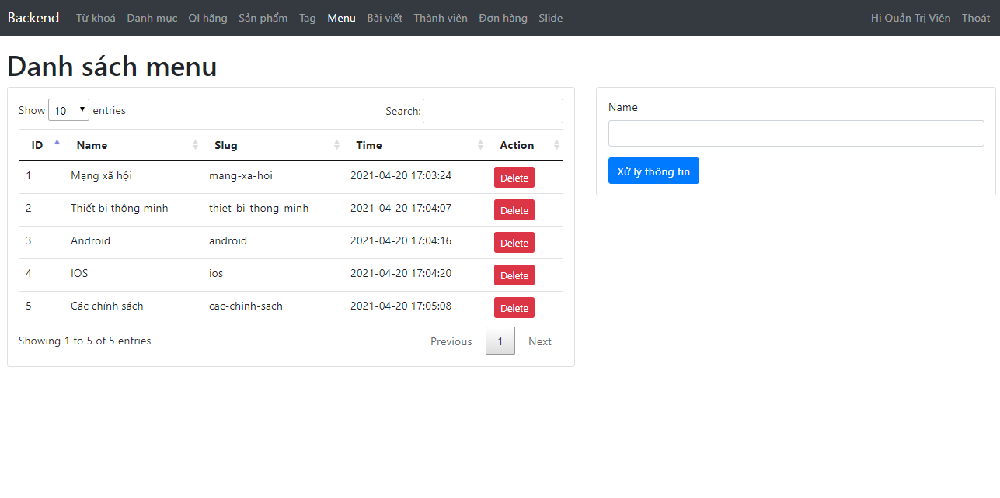 Backend Từ khoá Danh mục QI hãng Sản phẩm Tag Menu Bài viết Thành viên Đơn hàng Slide Hi Quản Trị Viên Thoát
Danh sách menu
Show 10 entries Search:
ID Name Slug Time Action
1 Mạng xã hội mang-xa-hoi 2021-04-20 17:03:24 Delete
2 Thiết bị thông minh thiet-bi-thong-minh 2021-04-20 17:04:07 Delete
3 Android android 2021-04-20 17:04:16 Delete
4 IOS ios 2021-04-20 17:04:20 Delete
5 Các chính sách cac-chinh-sach 2021-04-20 17:05:08 Delete
Showing 1 to 5 of 5 entries Previous 1 Next
Name
Xử lý thông tin